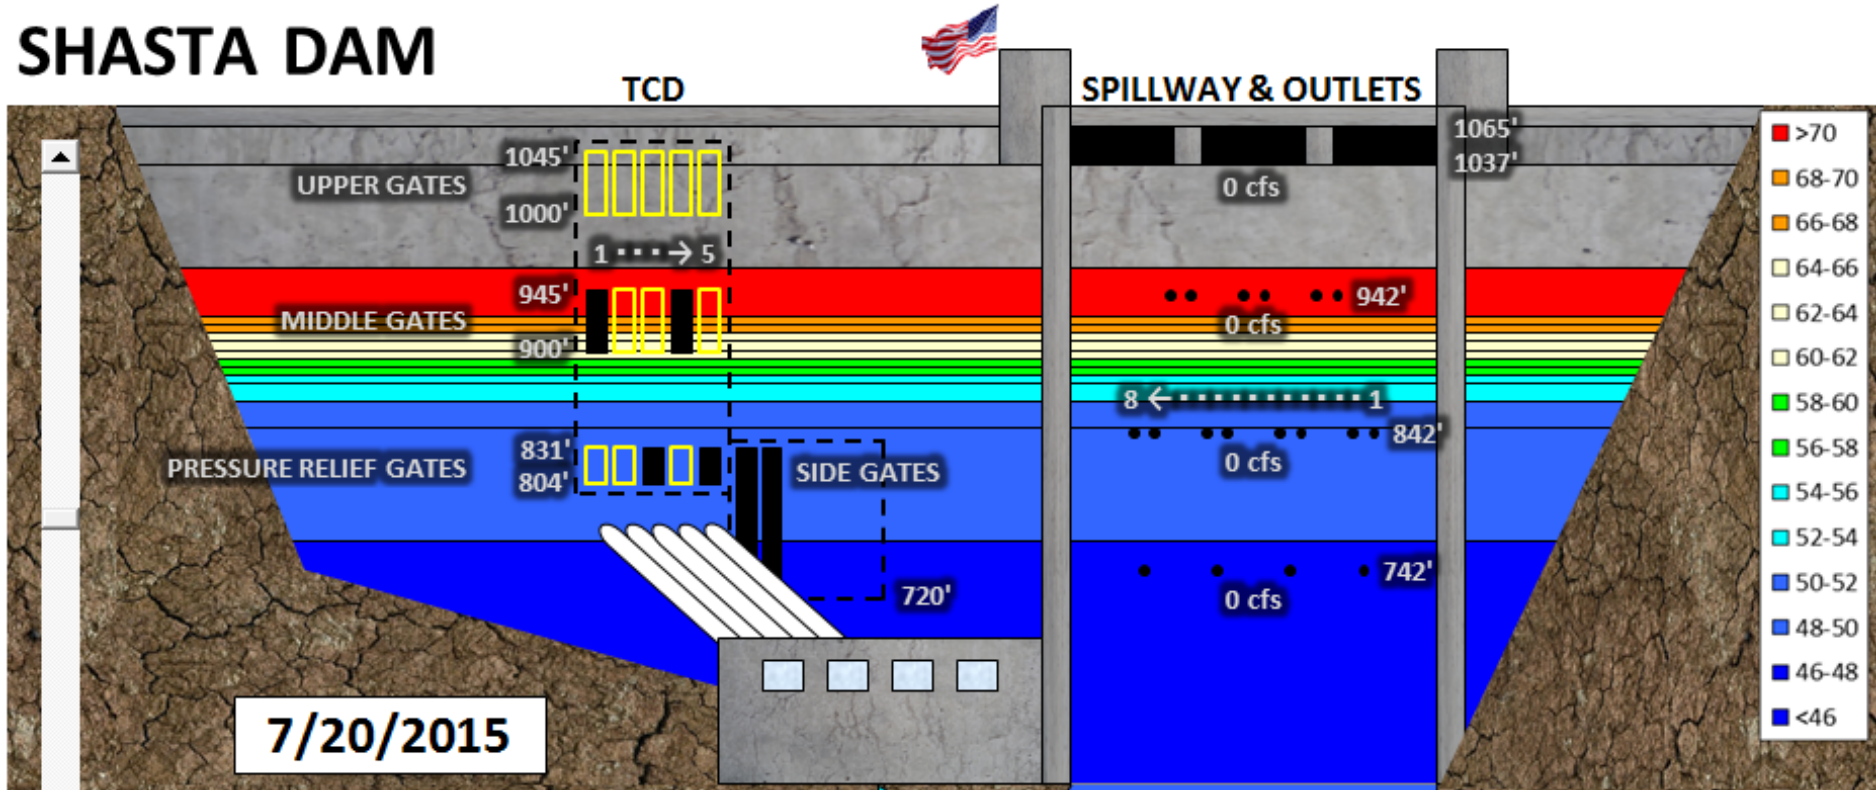 SHASTA DAM
TCD
SPILLWAY & OUTLETS
1045'
UPPER GATES
1000'
1 → 5
1065'
1037'
0 cfs
945'
MIDDLE GATES
900'
942'
0 cfs
8 ← 1
842'
0 cfs
831'
PRESSURE RELIEF GATES
804'
SIDE GATES
720'
742'
0 cfs
7/20/2015
>70
68-70
66-68
64-66
62-64
60-62
58-60
56-58
54-56
52-54
50-52
48-50
46-48
<46